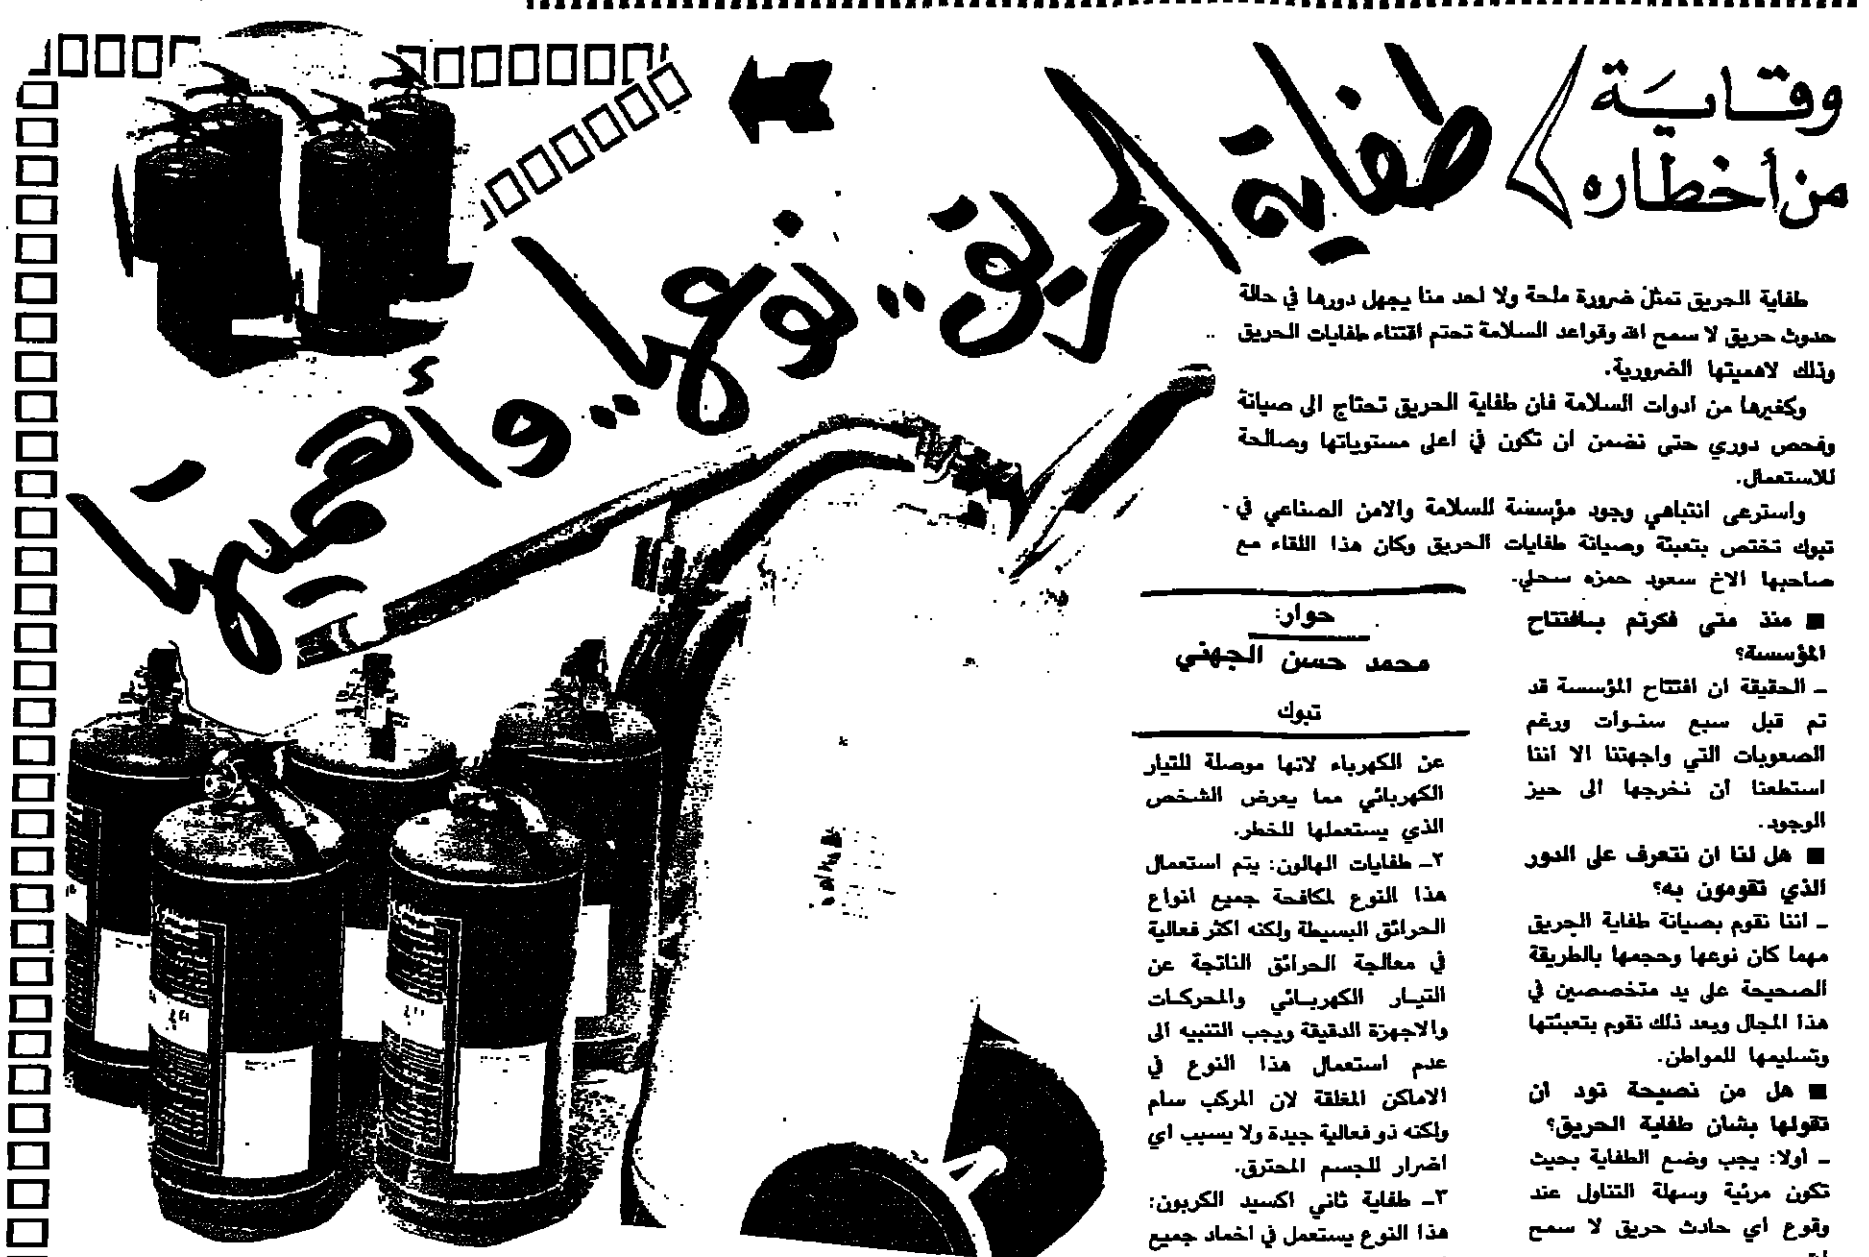 وقاية
من أخطاره
طفاية الحريق.. نوعها.. وأهميتها
طفاية الحريق تمثل ضرورة ملحة ولا احد منا يجهل دورها في حالة
حدوث حريق لا سمح الله وقواعد السلامة تحتم اقتناء طفايات الحريق
وذلك لاهميتها الضرورية.
وكغيرها من ادوات السلامة فان طفاية الحريق تحتاج الى صيانة
وفحص دوري حتى نضمن ان تكون في اعلى مستوياتها وصالحة
للاستعمال.
واسترعى انتباهي وجود مؤسسة للسلامة والامن الصناعي في
تبوك تختص بتعبئة وصيانة طفايات الحريق وكان هذا اللقاء مع
صاحبها الاخ سعود حمزه سحلي.
■ منذ متى فكرتم بافتتاح
المؤسسة؟
ـ الحقيقة ان افتتاح المؤسسة قد
تم قبل سبع سنوات ورغم
الصعوبات التي واجهتنا الا اننا
استطعنا ان نخرجها الى حيز
الوجود.
■ هل لنا ان نتعرف على الدور
الذي تقومون به؟
ـ اننا نقوم بصيانة طفاية الحريق
مهما كان نوعها وحجمها بالطريقة
الصحيحة على يد متخصصين في
هذا المجال وبعد ذلك نقوم بتعبئتها
وتسليمها للمواطن.
■ هل من نصيحة تود ان
تقولها بشان طفاية الحريق؟
ـ أولا: يجب وضع الطفاية بحيث
تكون مرئية وسهلة التناول عند
وقوع اي حادث حريق لا سمح
حوار:
محمد حسن الجهني
تبوك
عن الكهرباء لانها موصلة للتيار
الكهربائي مما يعرض الشخص
الذي يستعملها للخطر.
٢ـ طفايات الهالون: يتم استعمال
هذا النوع لمكافحة جميع انواع
الحرائق البسيطة ولكنه اكثر فعالية
في معالجة الحرائق الناتجة عن
التيار الكهربائي والمحركات
والاجهزة الدقيقة ويجب التنبيه الى
عدم استعمال هذا النوع في
الاماكن المغلقة لان المركب سام
ولكنه ذو فعالية جيدة ولا يسبب اي
اضرار للجسم المحترق.
٣ـ طفاية ثاني اكسيد الكربون:
هذا النوع يستعمل في اخماد جميع